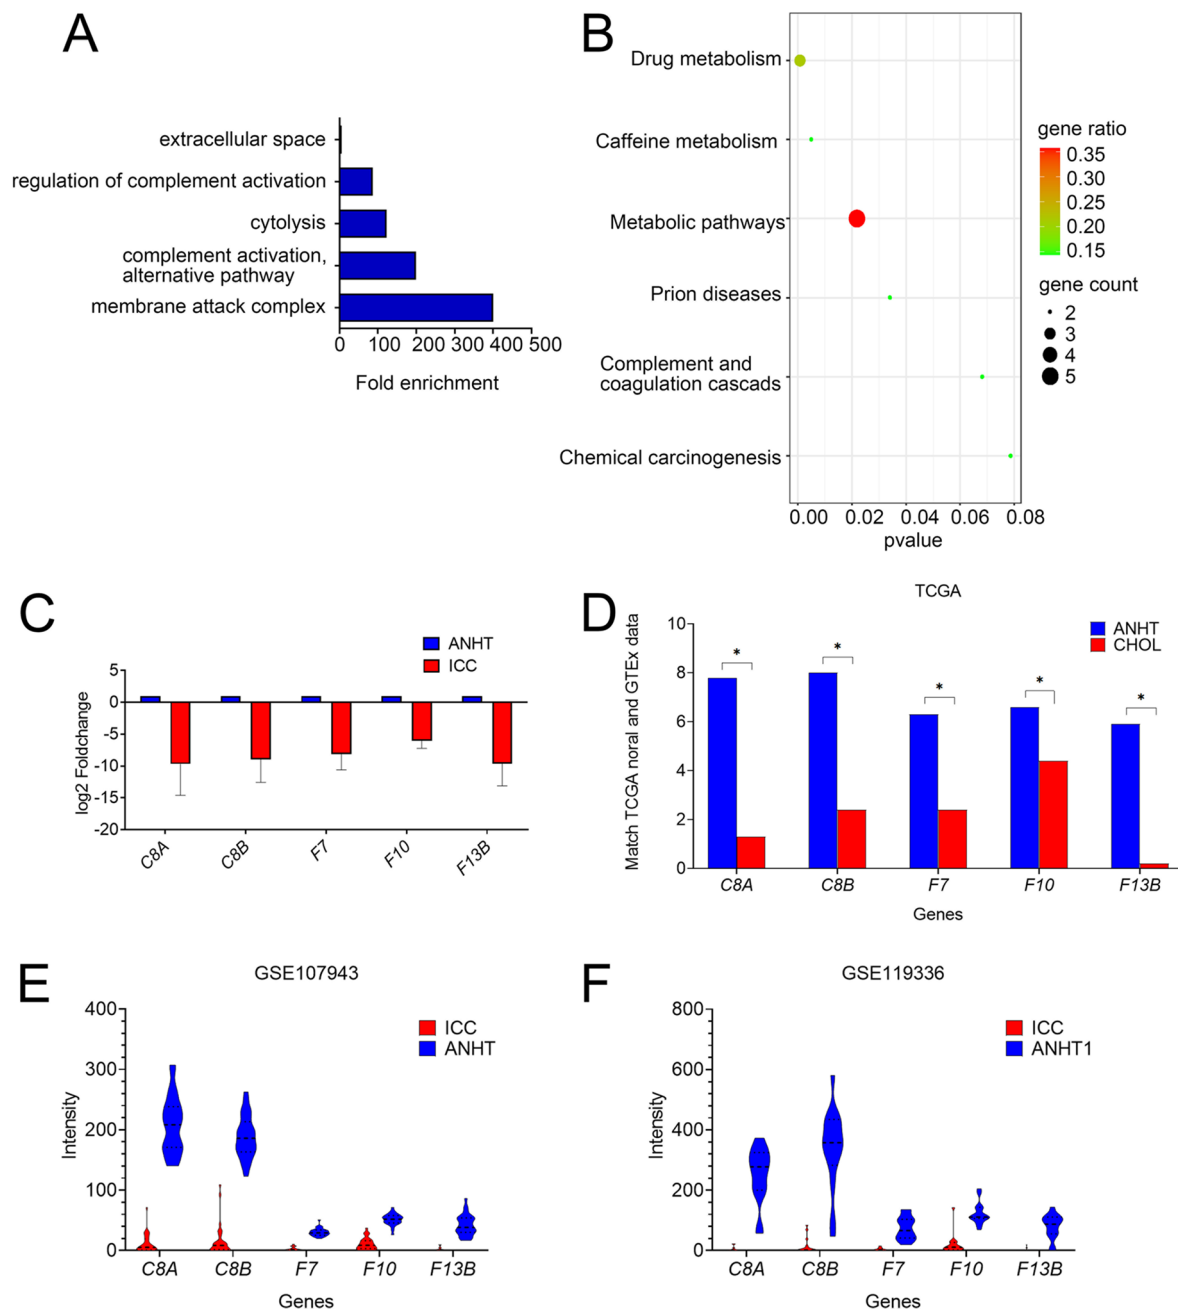 A
extracellular space
regulation of complement activation
cytolysis
complement activation,
alternative pathway
membrane attack complex
0 100 200 300 400 500
Fold enrichment
B
Drug metabolism
Caffeine metabolism
Metabolic pathways
Prion diseases
Complement and
coagulation cascads
Chemical carcinogenesis
0.00 0.02 0.04 0.06 0.08
pvalue
gene ratio
0.35
0.30
0.25
0.20
0.15
gene count
2
3
4
5
C
ANHT
ICC
log2 Foldchange
5
0
-5
-10
-15
-20
C8A C8B F7 F10 F13B
D
TCGA
ANHT
CHOL
Match TCGA noral and GTEx data
10
8
6
4
2
0
* * * * *
C8A C8B F7 F10 F13B
Genes
E
GSE107943
ICC
ANHT
Intensity
400
300
200
100
0
C8A C8B F7 F10 F13B
Genes
F
GSE119336
ICC
ANHT1
Intensity
800
600
400
200
0
C8A C8B F7 F10 F13B
Genes